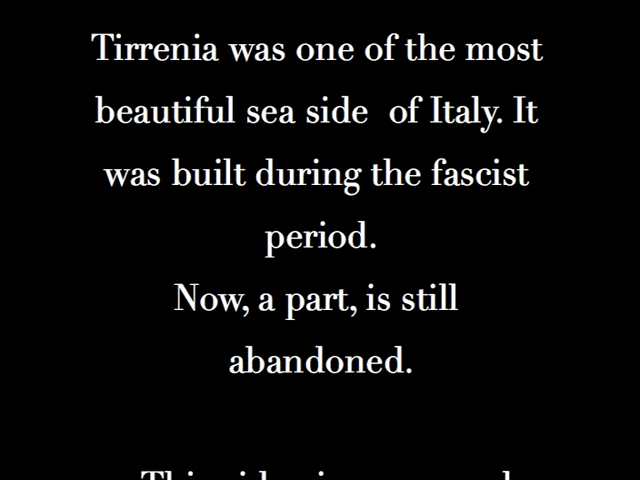 Tirrenia was one of the most
beautiful sea side  of Italy. It
was built during the fascist
period.
Now, a part, is still
abandoned.